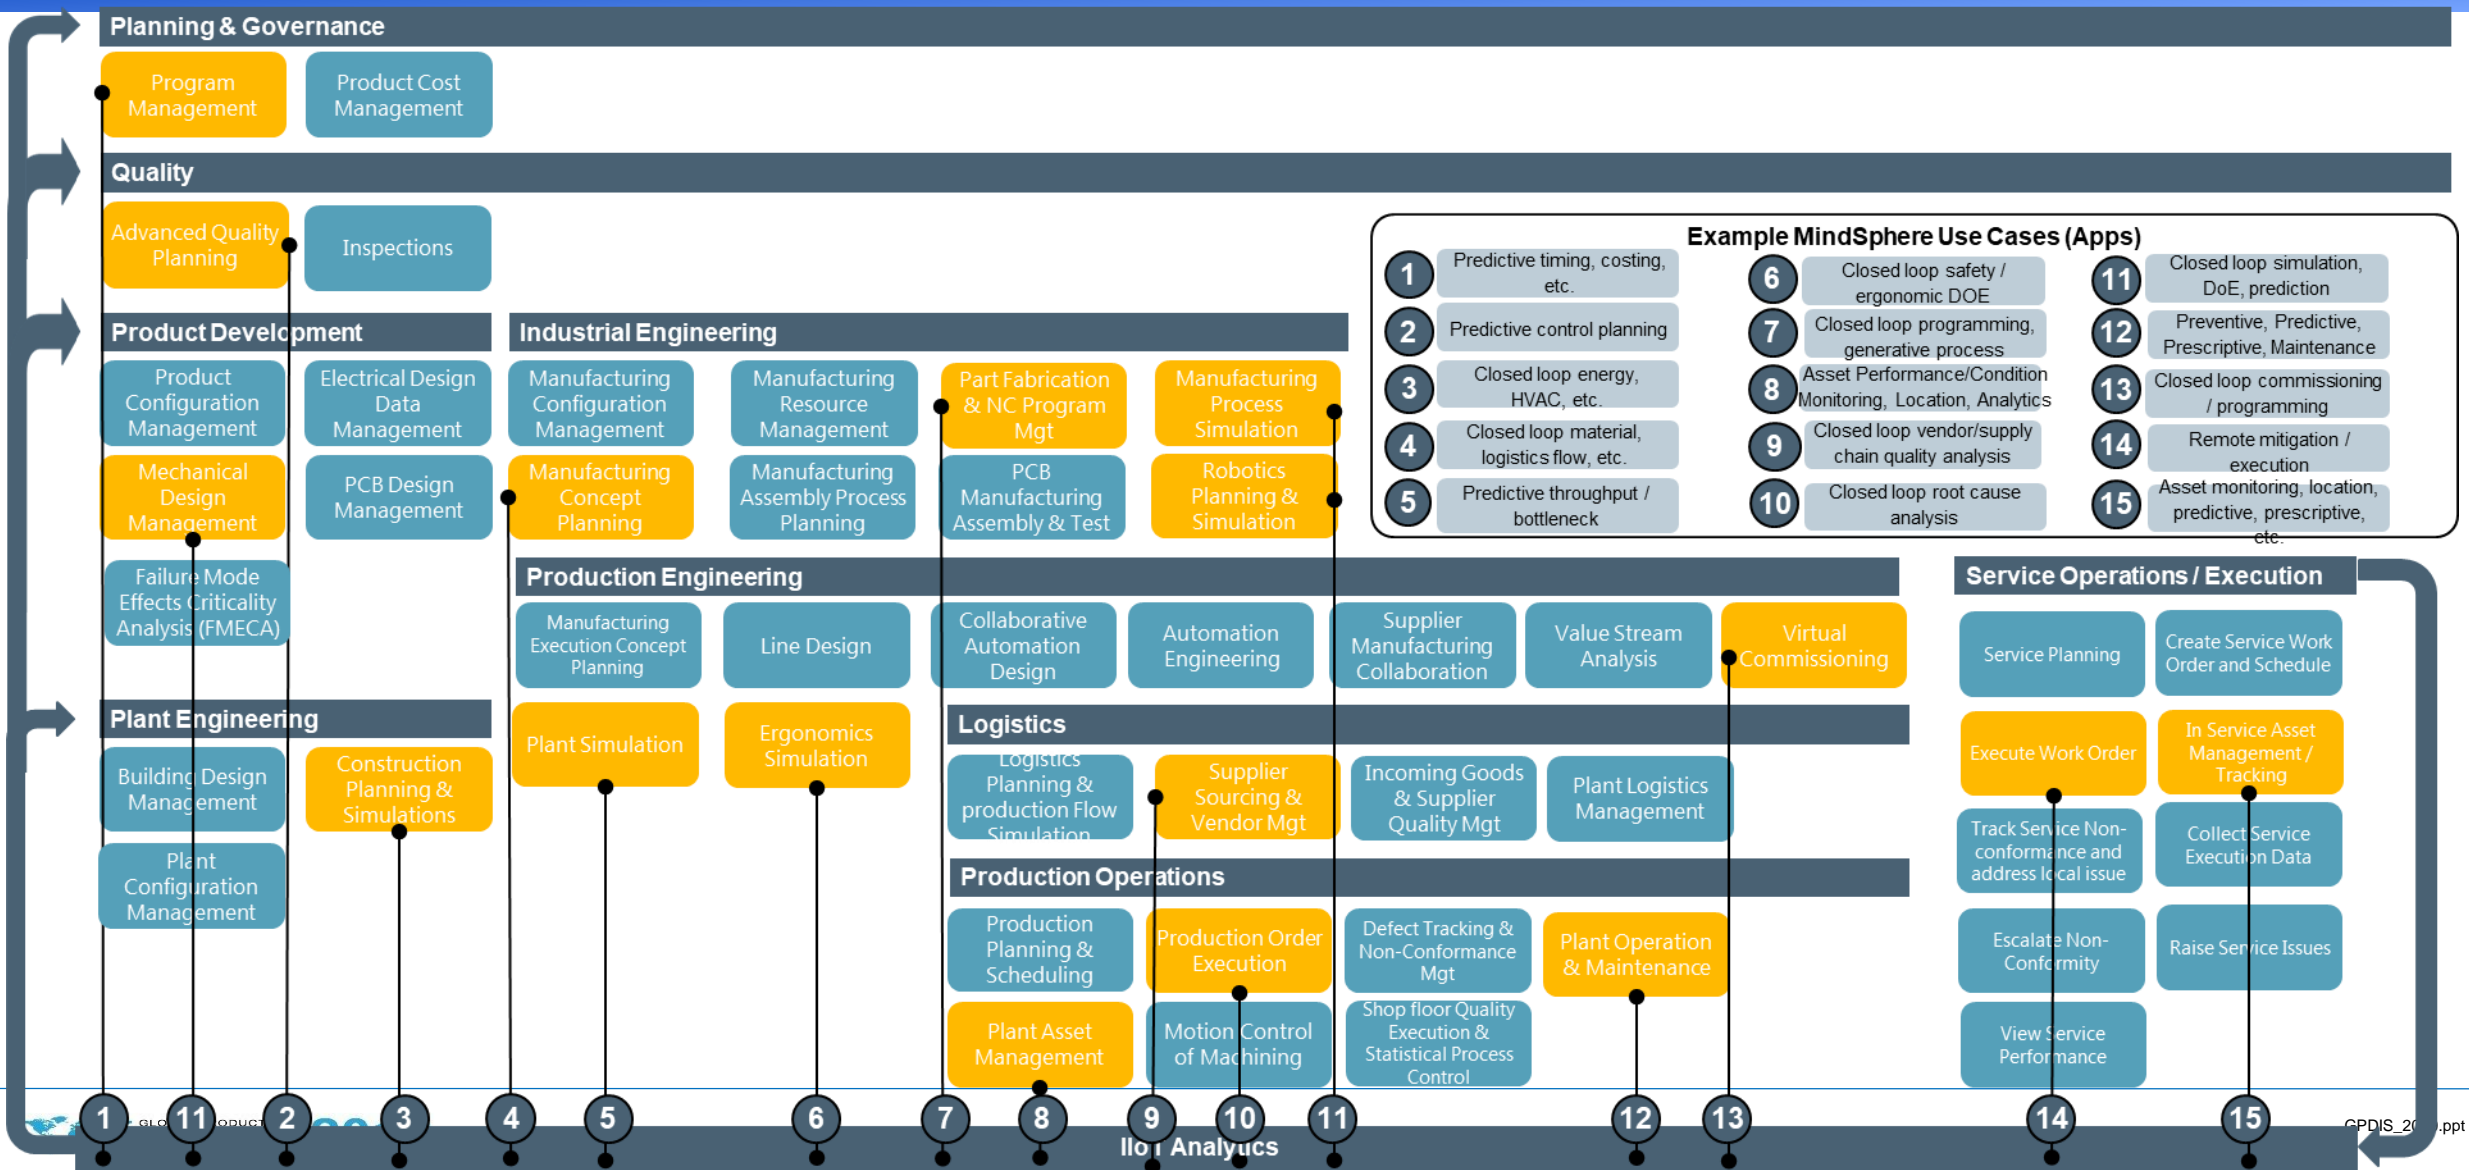 Planning & Governance
Program
Management
Product Cost
Management
Quality
Advanced Quality
Planning
Inspections
Example MindSphere Use Cases (Apps)
1
Predictive timing, costing,
etc.
2
Predictive control planning
3
Closed loop energy,
HVAC, etc.
4
Closed loop material,
logistics flow, etc.
5
Predictive throughput /
bottleneck
6
Closed loop safety /
ergonomic DOE
7
Closed loop programming,
generative process
8
Asset Performance/Condition
Monitoring, Location, Analytics
9
Closed loop vendor/supply
chain quality analysis
10
Closed loop root cause
analysis
11
Closed loop simulation,
DoE, prediction
12
Preventive, Predictive,
Prescriptive, Maintenance
13
Closed loop commissioning
/ programming
14
Remote mitigation /
execution
15
Asset monitoring, location,
predictive, prescriptive,
etc.
Product Development
Product
Configuration
Management
Electrical Design
Data
Management
Mechanical
Design
Management
PCB Design
Management
Failure Mode
Effects Criticality
Analysis (FMECA)
Industrial Engineering
Manufacturing
Configuration
Management
Manufacturing
Resource
Management
Part Fabrication
& NC Program
Mgt
Manufacturing
Process
Simulation
Manufacturing
Concept
Planning
Manufacturing
Assembly Process
Planning
PCB
Manufacturing
Assembly & Test
Robotics
Planning &
Simulation
Production Engineering
Manufacturing
Execution Concept
Planning
Line Design
Collaborative
Automation
Design
Automation
Engineering
Supplier
Manufacturing
Collaboration
Value Stream
Analysis
Virtual
Commissioning
Plant Simulation
Ergonomics
Simulation
Plant Engineering
Building Design
Management
Construction
Planning &
Simulations
Plant
Configuration
Management
Logistics
Logistics
Planning &
production Flow
Simulation
Supplier
Sourcing &
Vendor Mgt
Incoming Goods
& Supplier
Quality Mgt
Plant Logistics
Management
Production Operations
Production
Planning &
Scheduling
Production Order
Execution
Defect Tracking &
Non-Conformance
Mgt
Plant Operation
& Maintenance
Plant Asset
Management
Motion Control
of Machining
Shop floor Quality
Execution &
Statistical Process
Control
Service Operations / Execution
Service Planning
Create Service Work
Order and Schedule
Execute Work Order
In Service Asset
Management /
Tracking
Track Service Non-
conformance and
address local issue
Collect Service
Execution Data
Escalate Non-
Conformity
Raise Service Issues
View Service
Performance
1
11
2
3
4
5
6
7
8
9
10
11
12
13
14
15
IIoT Analytics